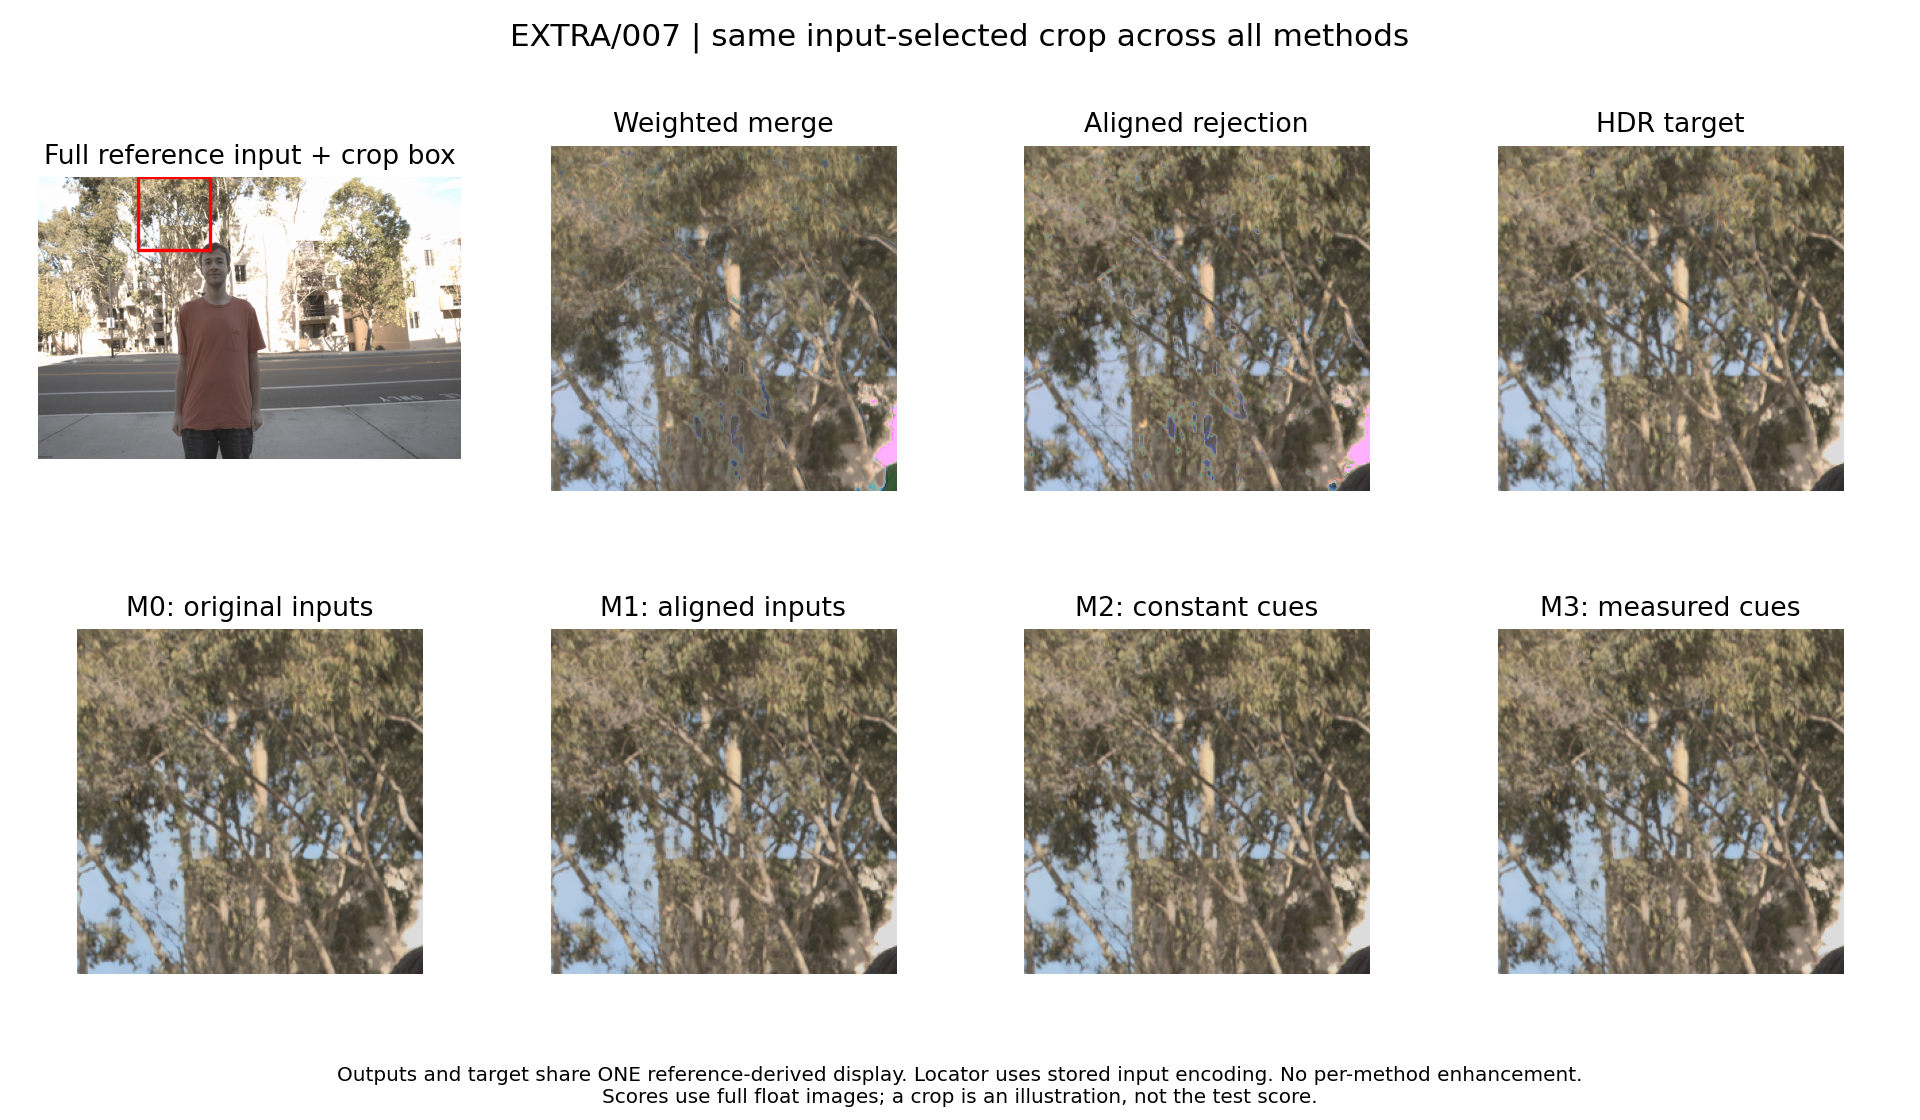 EXTRA/007 | same input-selected crop across all methods
Full reference input + crop box
Weighted merge
Aligned rejection
HDR target
M0: original inputs
M1: aligned inputs
M2: constant cues
M3: measured cues
Outputs and target share ONE reference-derived display. Locator uses stored input encoding. No per-method enhancement.
Scores use full float images; a crop is an illustration, not the test score.